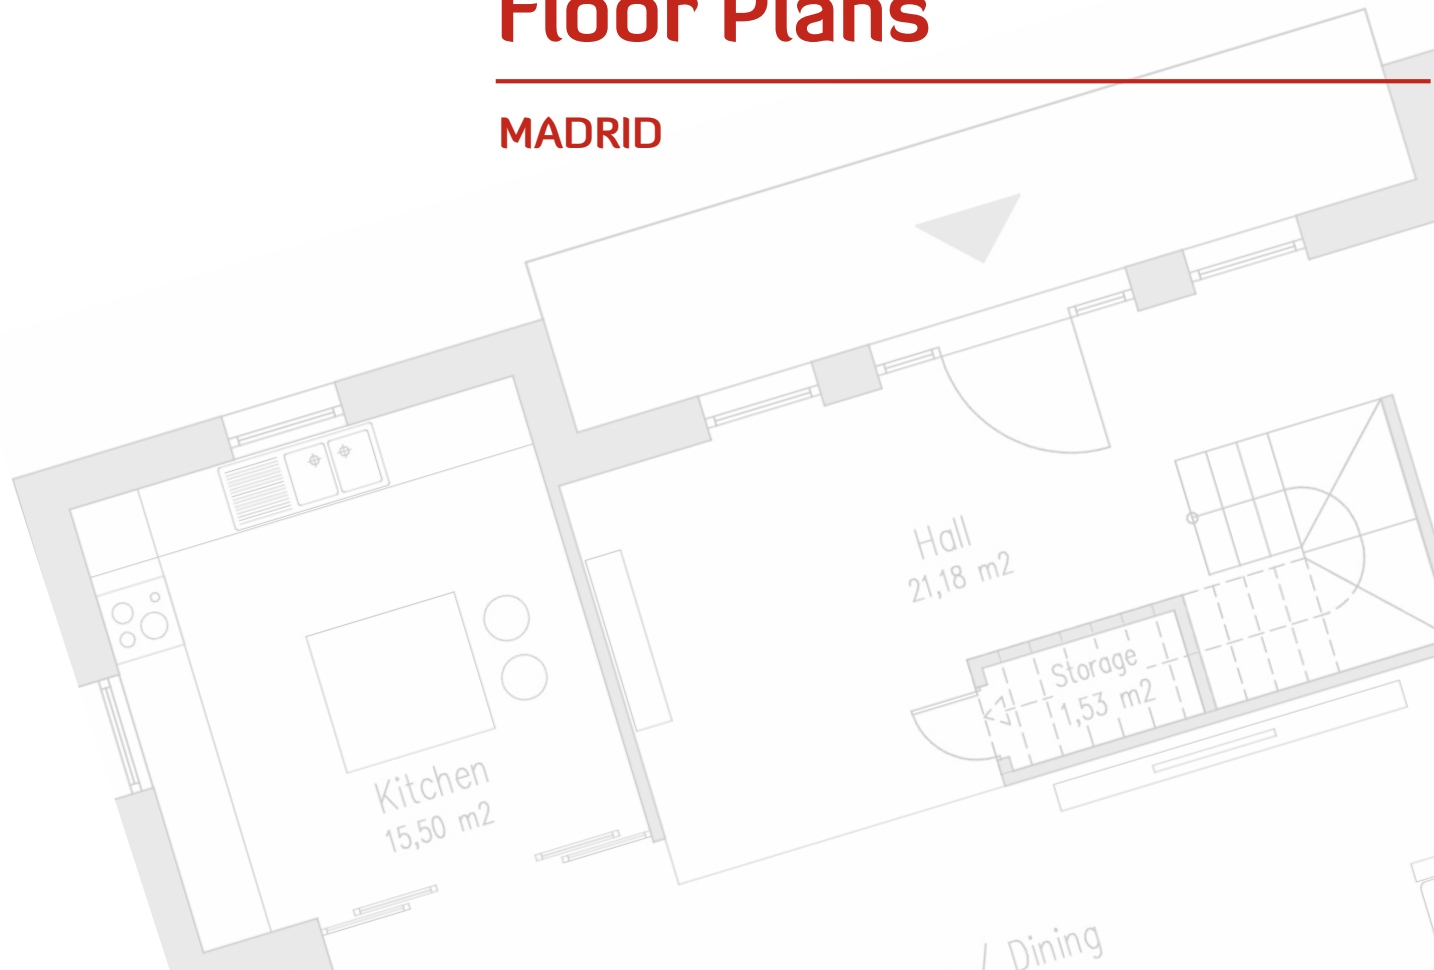 Floor Plans
MADRID
Hall
21,18 m2
Storage
1,53 m2
Kitchen
15,50 m2
/ Dining